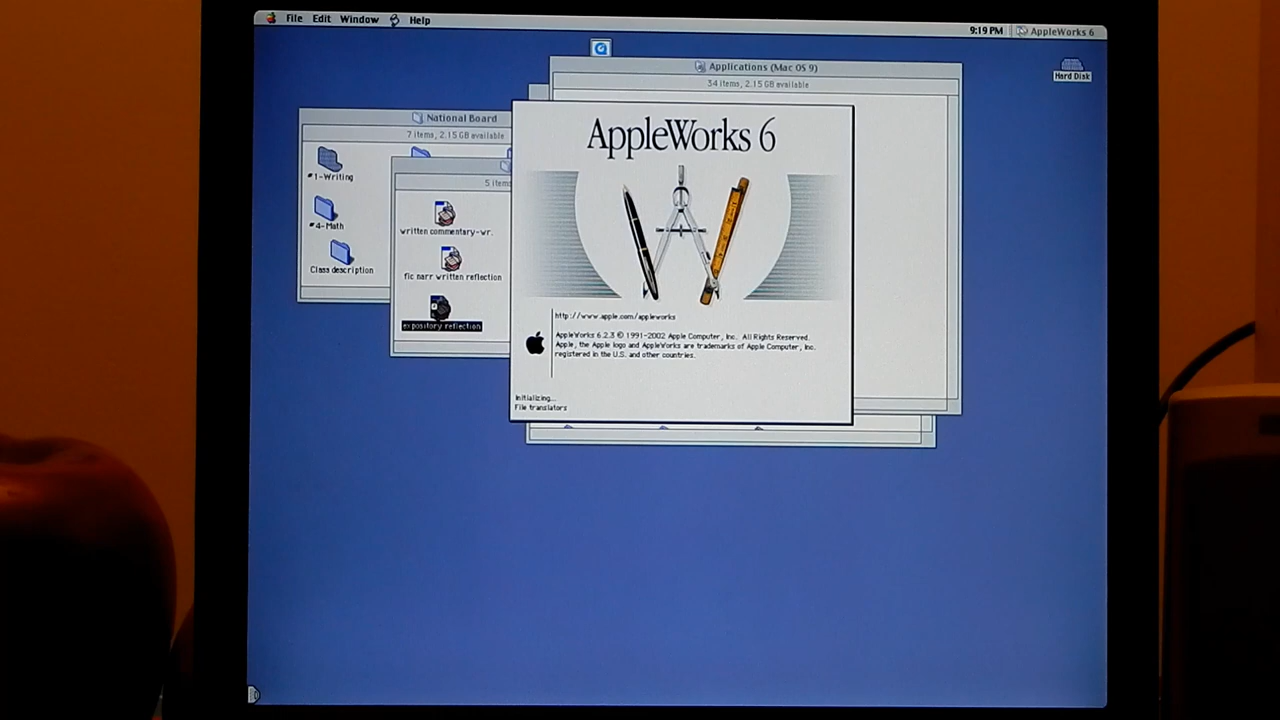 File Edit Window Help
9:19 PM AppleWorks 6
Hard Disk
Applications (Mac OS 9)
34 items, 2.15 GB available
National Board
7 items, 2.15 GB available
#1-Writing
#4-Math
Class description
5 items
written commentary-wr.
fic narr written reflection
expository reflection
AppleWorks 6
http://www.apple.com/appleworks
AppleWorks 6.2.3 © 1991-2002 Apple Computer, Inc. All Rights Reserved.
Apple, the Apple logo and AppleWorks are trademarks of Apple Computer, Inc.
registered in the U.S. and other countries.
Initializing...
File translators